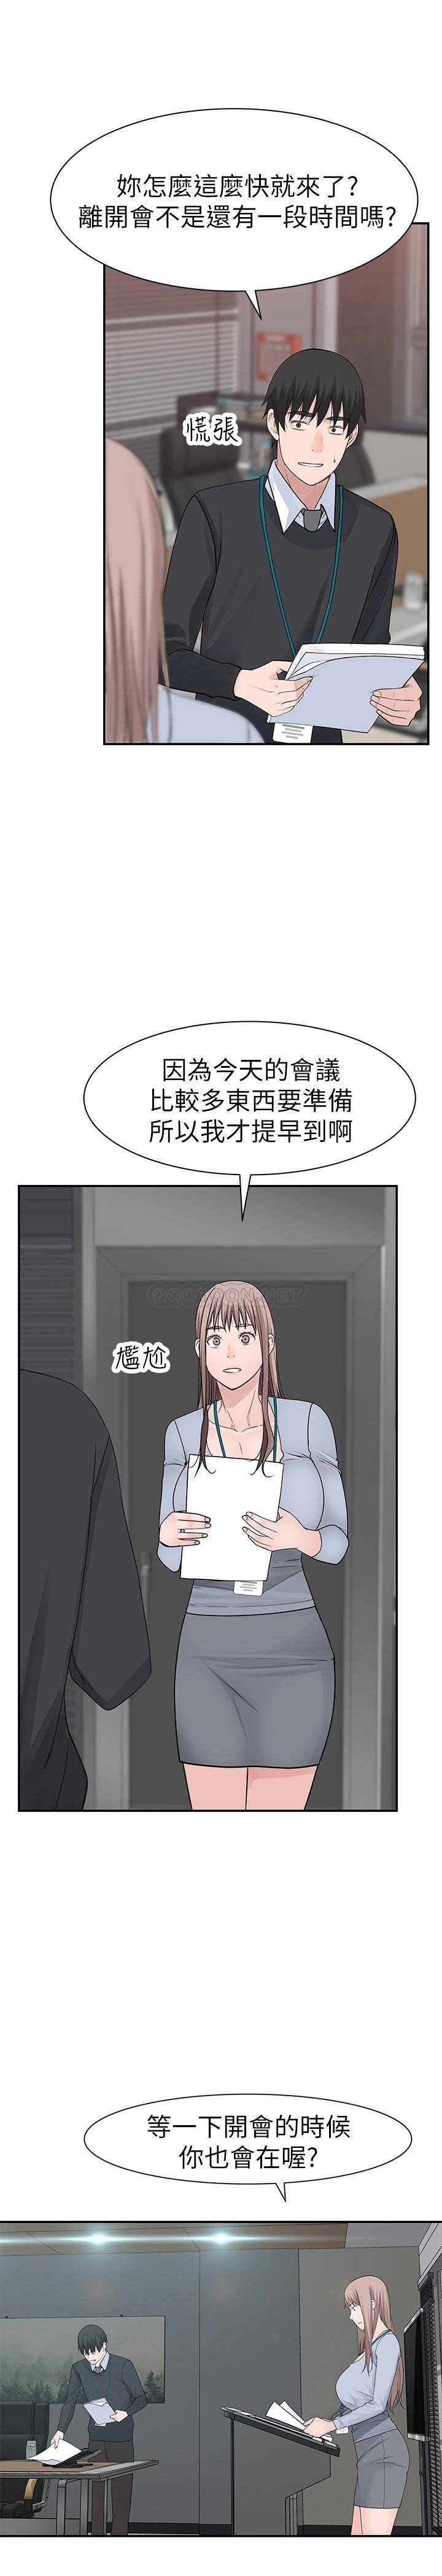 妳怎麼這麼快就來了?
離開會不是還有一段時間嗎?
慌張
因為今天的會議
比較多東西要準備
所以我才提早到啊
尷尬
等一下開會的時候
你也會在喔?